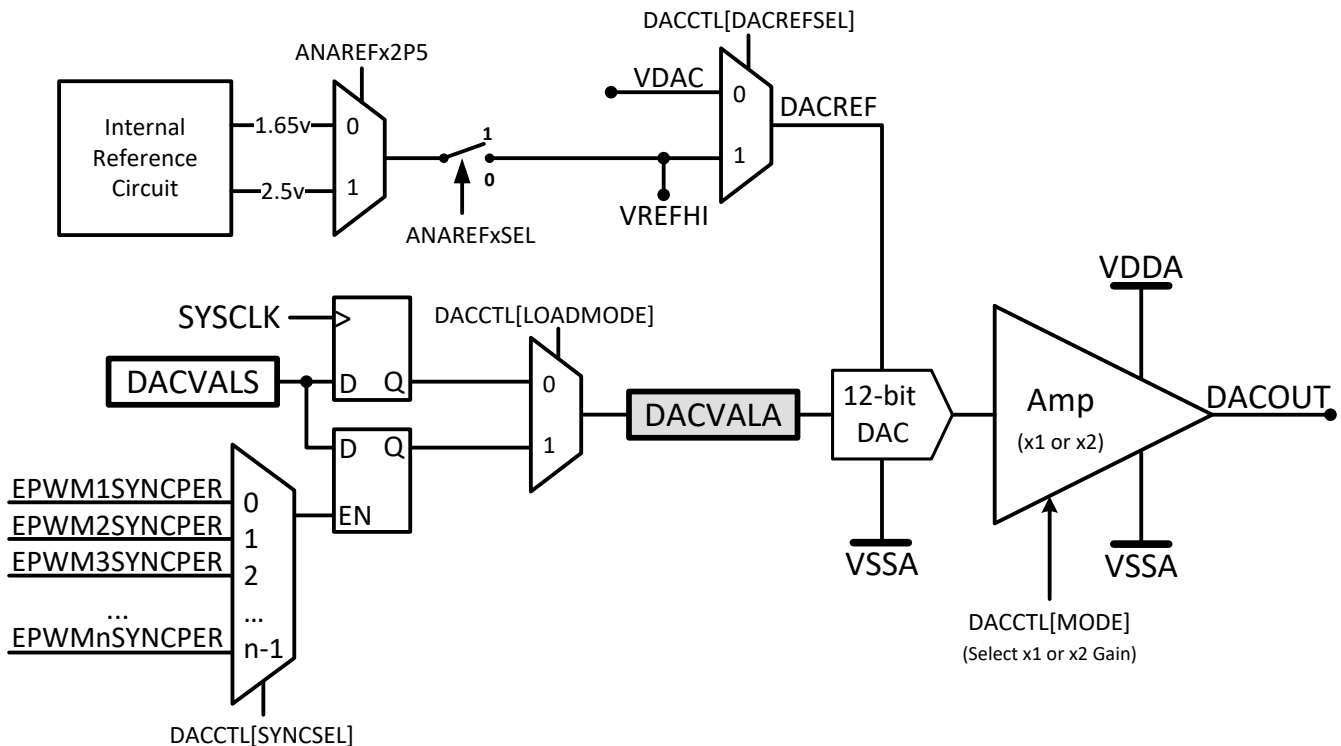 DACCTL[DACREFSEL]
ANAREFx2P5
VDAC
0
DACREF
Internal
Reference
Circuit
1.65v
0
1
1
2.5v
1
0
VREFHI
ANAREFxSEL
VDDA
SYSCLK
DACCTL[LOADMODE]
>
DACVALS
D
Q
0
12-bit
DAC
Amp
(x1 or x2)
DACOUT
DACVALA
D
Q
1
EPWM1SYNCPER
0
EN
EPWM2SYNCPER
1
EPWM3SYNCPER
2
VSSA
VSSA
...
...
EPWMnSYNCPER
n-1
DACCTL[MODE]
(Select x1 or x2 Gain)
DACCTL[SYNCSEL]